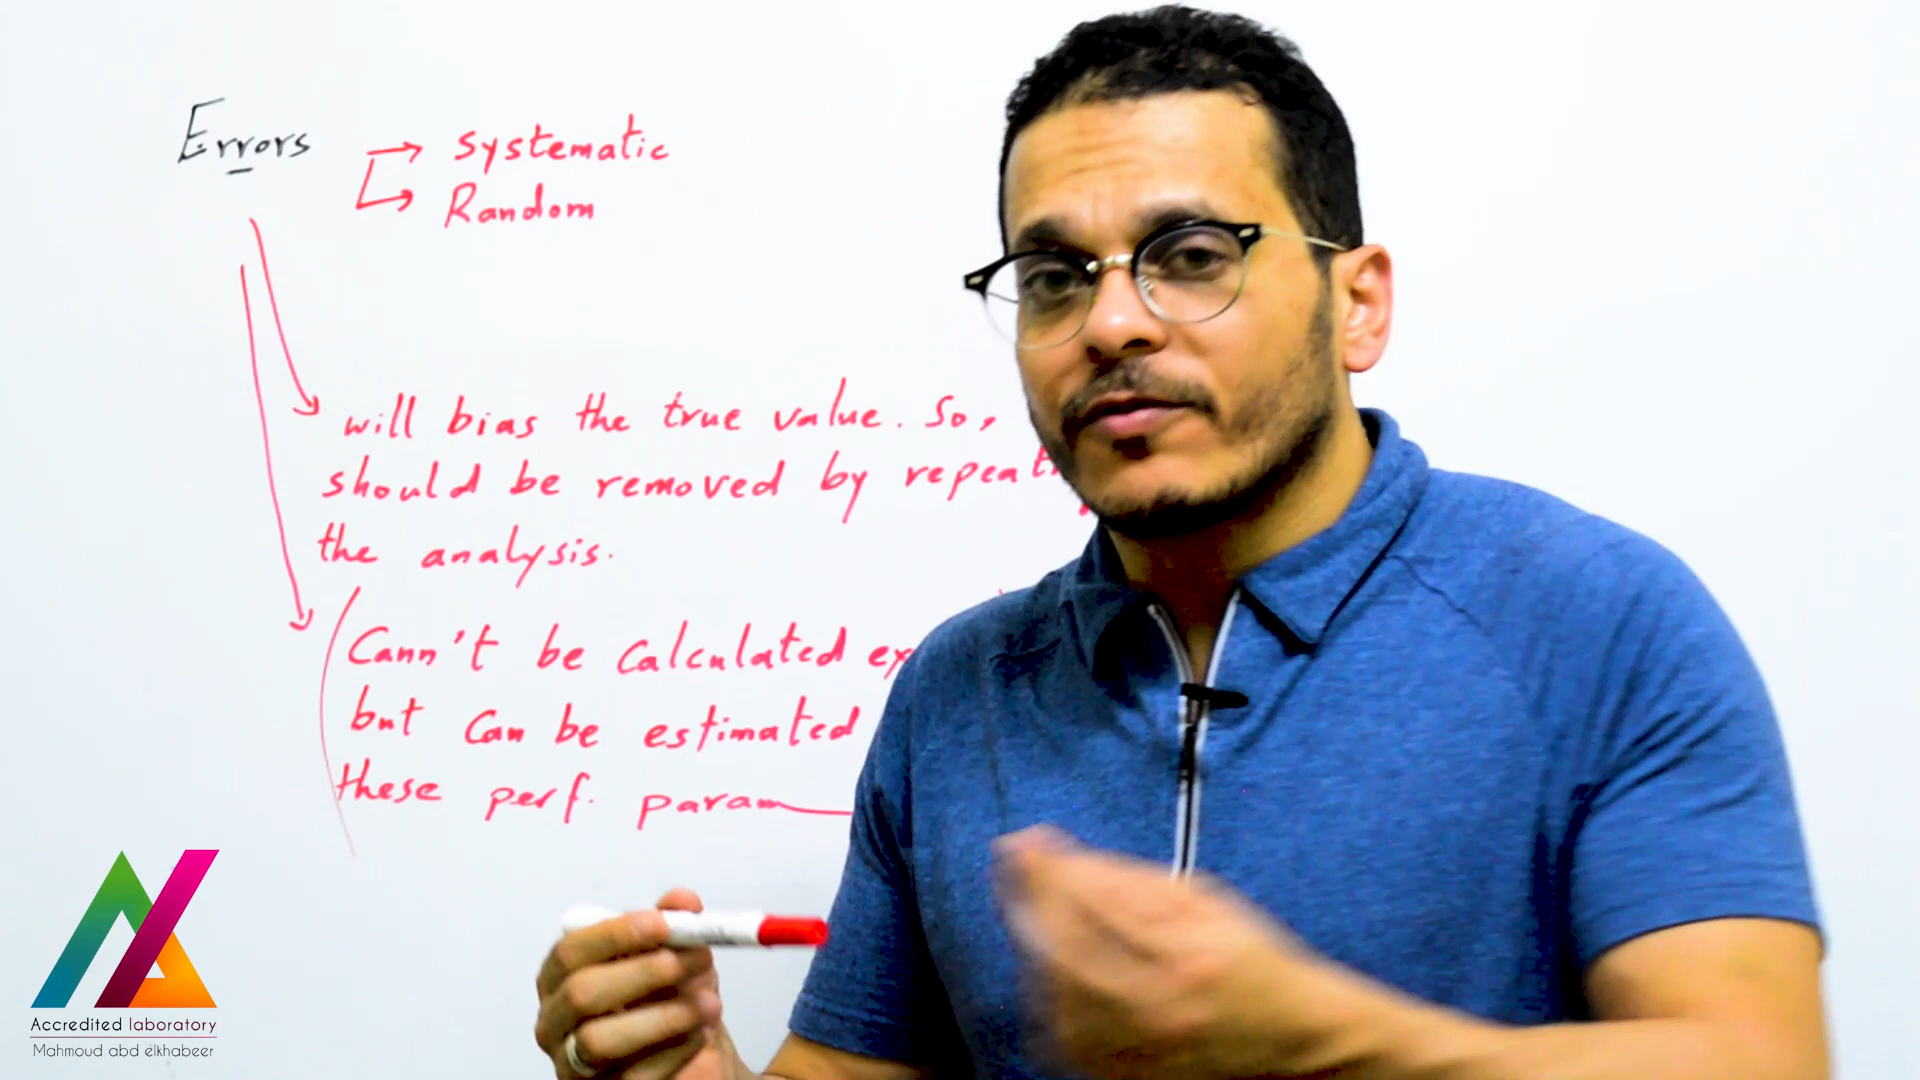 Errors
Systematic
Random
will bias the true value. So,
should be removed by
the analysis.
Cann't be calculated
but can be estimated
these perf. param
Accredited laboratory
Mahmoud abd elkhabeer